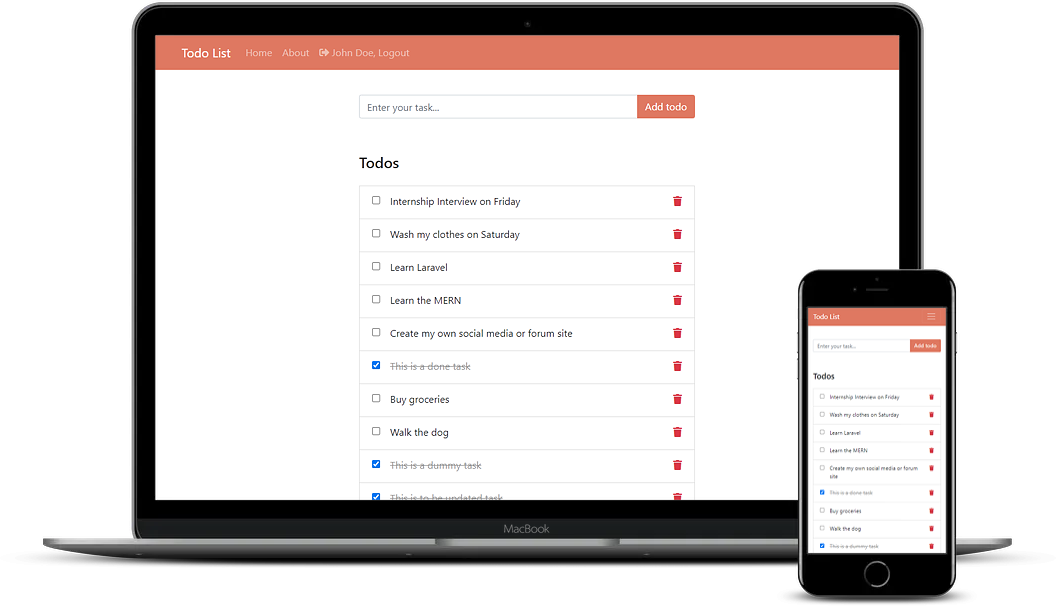 Todo List Home About John Doe, Logout
Enter your task...
Add todo
Todos
Internship Interview on Friday
Wash my clothes on Saturday
Learn Laravel
Learn the MERN
Create my own social media or forum site
This is a done task
Buy groceries
Walk the dog
This is a dummy task
This is to be updated task
MacBook
Todo List
Enter your task...
Add todo
Todos
Internship Interview on Friday
Wash my clothes on Saturday
Learn Laravel
Learn the MERN
Create my own social media or forum
site
This is a done task
Buy groceries
Walk the dog
This is a dummy task